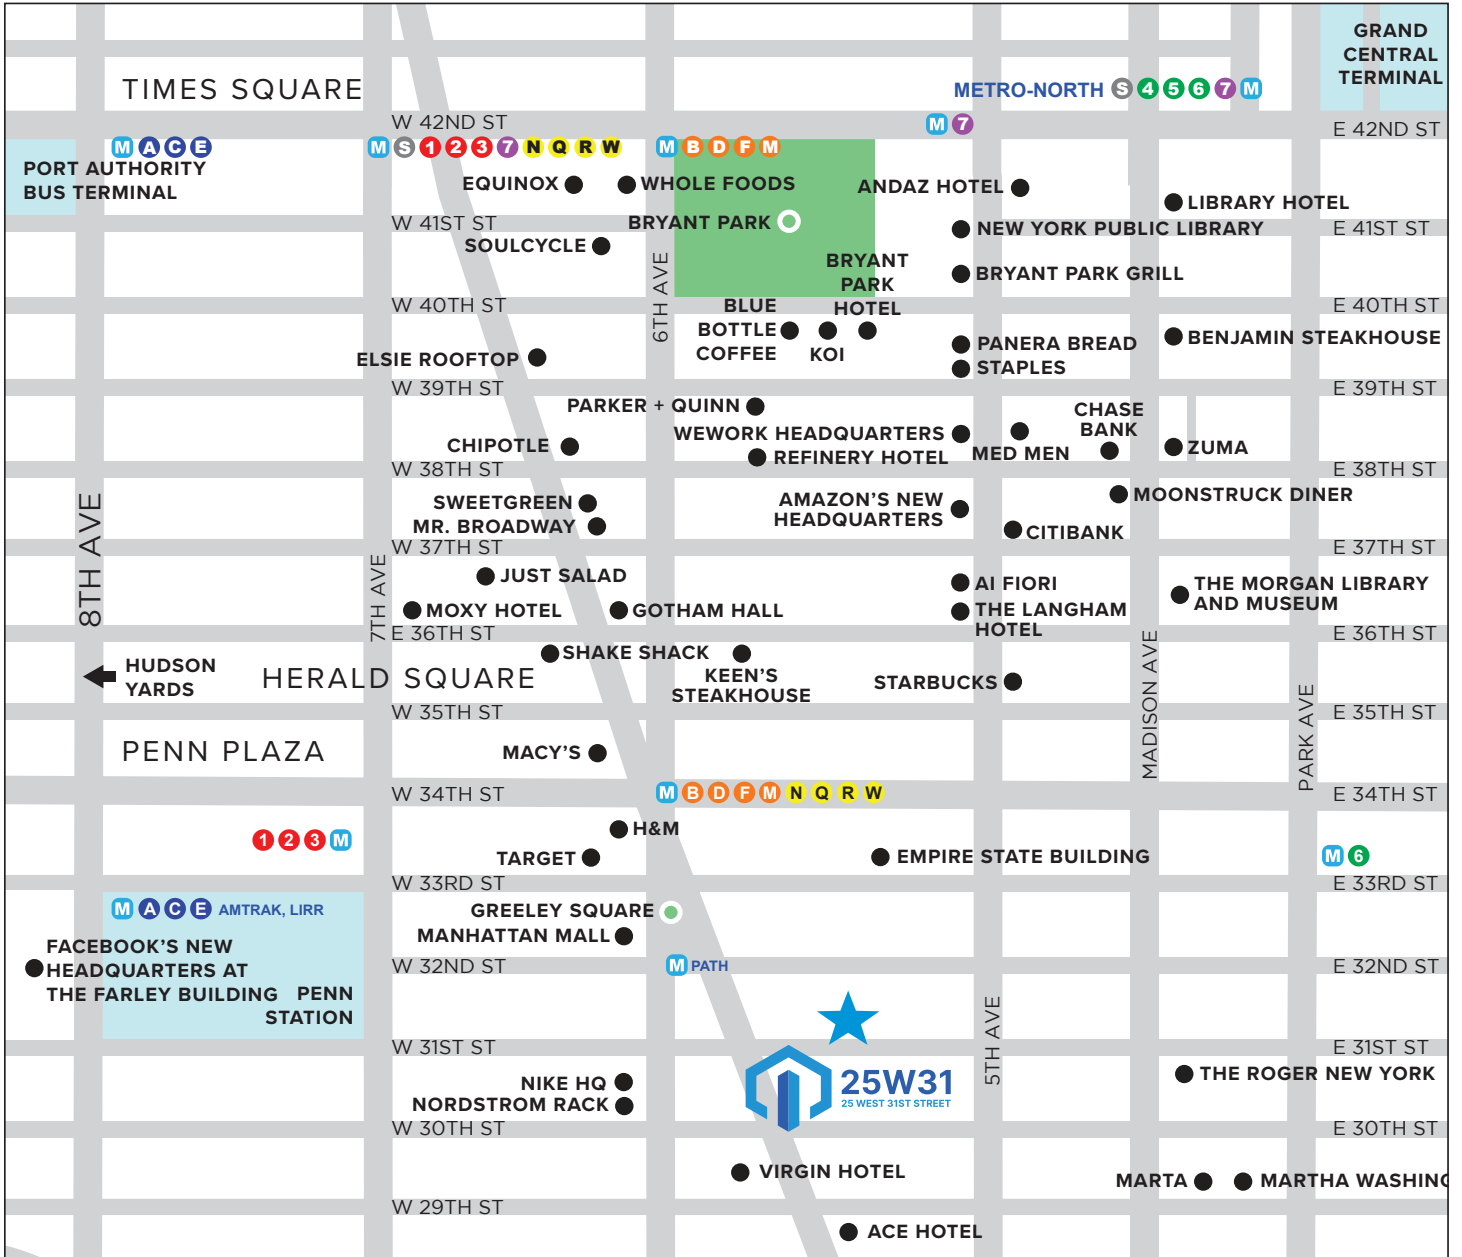 GRAND
CENTRAL
TERMINAL
TIMES SQUARE
METRO-NORTH S 4 5 6 7 M
W 42ND ST
M 7
E 42ND ST
M A C E
M S 1 2 3 7 N Q R W
M B D F M
PORT AUTHORITY
BUS TERMINAL
EQUINOX
WHOLE FOODS
ANDAZ HOTEL
LIBRARY HOTEL
W 41ST ST
BRYANT PARK
NEW YORK PUBLIC LIBRARY
E 41ST ST
SOULCYCLE
BRYANT
PARK
HOTEL
BRYANT PARK GRILL
W 40TH ST
6TH AVE
BLUE
BOTTLE
COFFEE
KOI
E 40TH ST
PANERA BREAD
BENJAMIN STEAKHOUSE
ELSIE ROOFTOP
STAPLES
W 39TH ST
E 39TH ST
PARKER + QUINN
CHASE
BANK
WEWORK HEADQUARTERS
CHIPOTLE
REFINERY HOTEL
MED MEN
ZUMA
W 38TH ST
E 38TH ST
SWEETGREEN
AMAZON'S NEW
HEADQUARTERS
MOONSTRUCK DINER
MR. BROADWAY
CITIBANK
8TH AVE
W 37TH ST
E 37TH ST
7TH AVE
JUST SALAD
AI FIORI
THE MORGAN LIBRARY
AND MUSEUM
MOXY HOTEL
GOTHAM HALL
THE LANGHAM
HOTEL
E 36TH ST
E 36TH ST
SHAKE SHACK
HUDSON
YARDS
HERALD SQUARE
KEEN'S
STEAKHOUSE
STARBUCKS
MADISON AVE
PARK AVE
W 35TH ST
E 35TH ST
PENN PLAZA
MACY'S
W 34TH ST
M B D F M N Q R W
E 34TH ST
1 2 3 M
H&M
TARGET
EMPIRE STATE BUILDING
M 6
W 33RD ST
E 33RD ST
M A C E AMTRAK, LIRR
GREELEY SQUARE
FACEBOOK'S NEW
HEADQUARTERS AT
THE FARLEY BUILDING
MANHATTAN MALL
W 32ND ST
M PATH
E 32ND ST
PENN
STATION
5TH AVE
W 31ST ST
E 31ST ST
NIKE HQ
25W31
25 WEST 31ST STREET
THE ROGER NEW YORK
NORDSTROM RACK
W 30TH ST
E 30TH ST
VIRGIN HOTEL
MARTA
MARTHA WASHING
W 29TH ST
ACE HOTEL